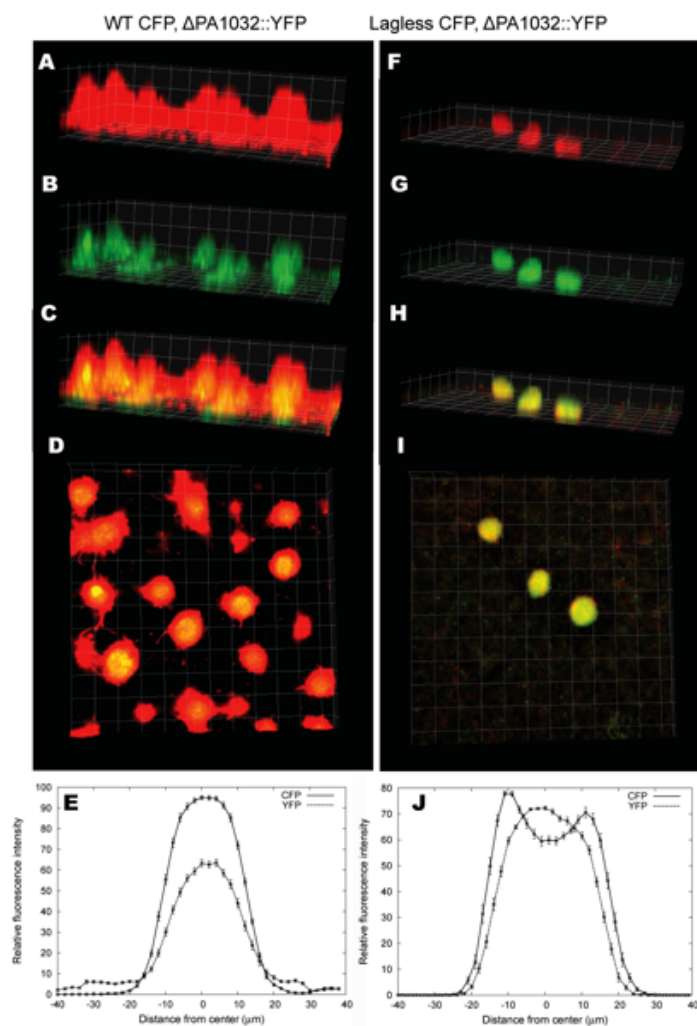 WT CFP, ΔPA1032::YFP
Lagless CFP, ΔPA1032::YFP
A
B
C
D
F
G
H
I
E
CFP
YFP
Relative fluorescence intensity
100
90
80
70
60
50
40
30
20
10
0
-40 -30 -20 -10 0 10 20 30 40
Distance from center (μm)
J
CFP
YFP
Relative fluorescence intensity
80
70
60
50
40
30
20
10
0
-40 -30 -20 -10 0 10 20 30 40
Distance from center (μm)